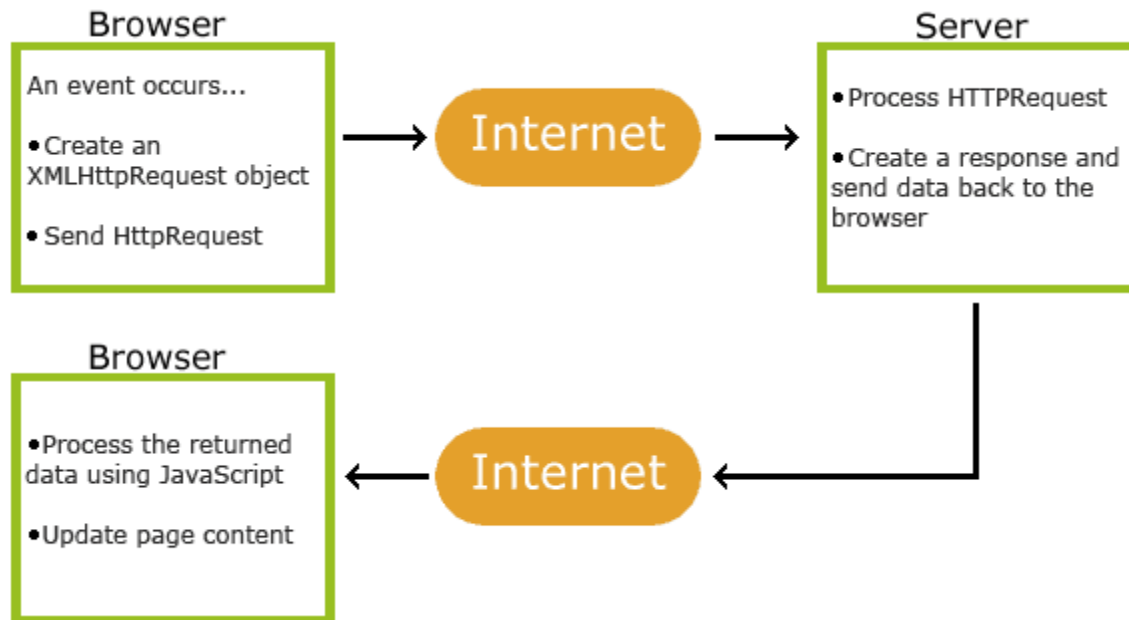 Browser
An event occurs...
•Create an
XMLHttpRequest object
• Send HttpRequest
Internet
Server
•Process HTTPRequest
•Create a response and
send data back to the
browser
Browser
•Process the returned
data using JavaScript
•Update page content
Internet